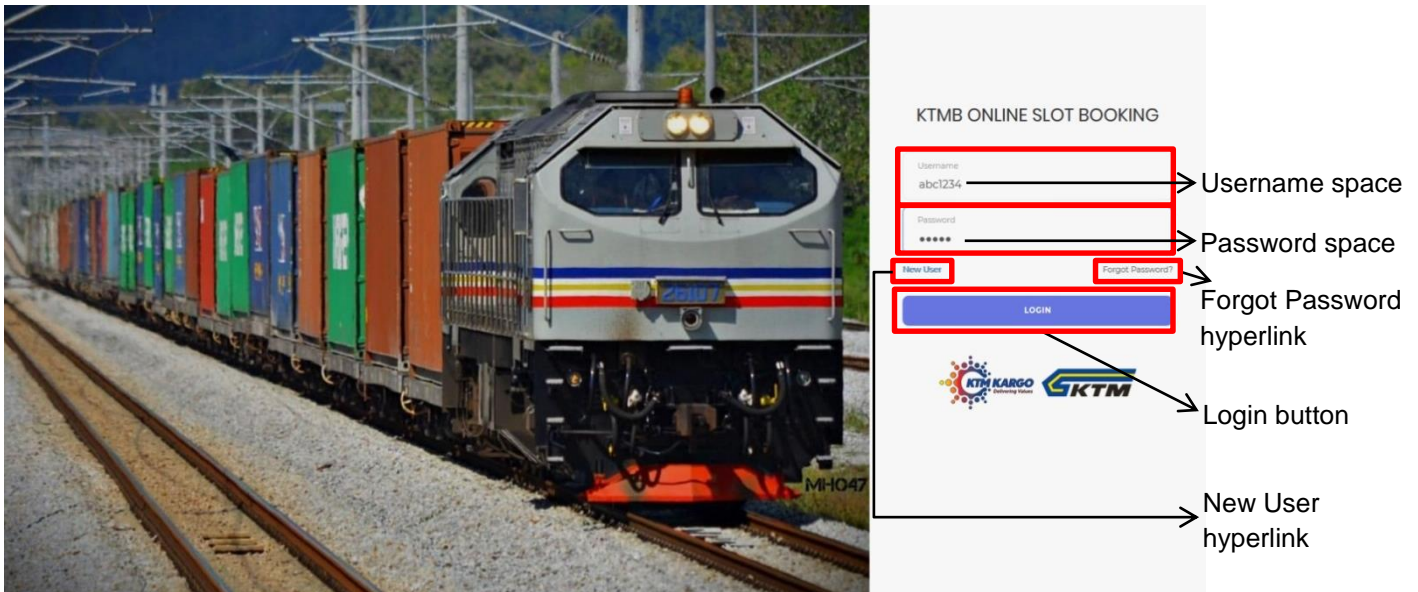 KTMB ONLINE SLOT BOOKING
Username
abc1234
Username space
Password
•••••
Password space
New User
Forgot Password?
Forgot Password
hyperlink
LOGIN
KTM KARGO
Delivering Values
KTM
Login button
New User
hyperlink
26107
MH047